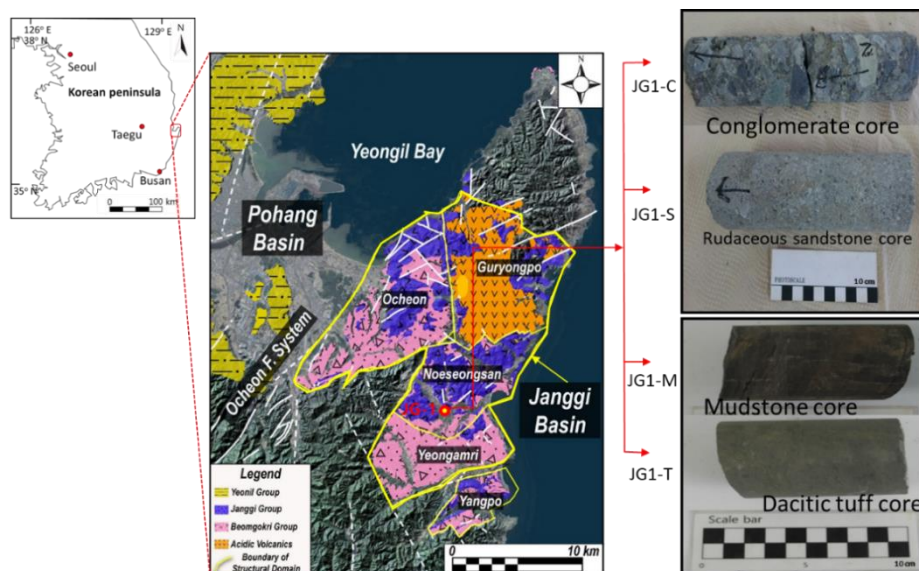 126° E
129° E
38° N
N
Seoul
Korean peninsula
Taegu
Busan
35° N
0
100 km
N
Yeongil Bay
Pohang
Basin
Guryongpo
Ocheon
Ocheon F. System
Noeseongsan
JG-1
Janggi
Basin
Yeongamri
Yangpo
Legend
Yeonil Group
Janggi Group
Beomgokri Group
Acidic Volcanics
Boundary of
Structural Domain
0
10 km
JG1-C
JG1-S
JG1-M
JG1-T
Conglomerate core
Rudaceous sandstone core
10 cm
Mudstone core
Dacitic tuff core
Scale bar
0
5
10 cm